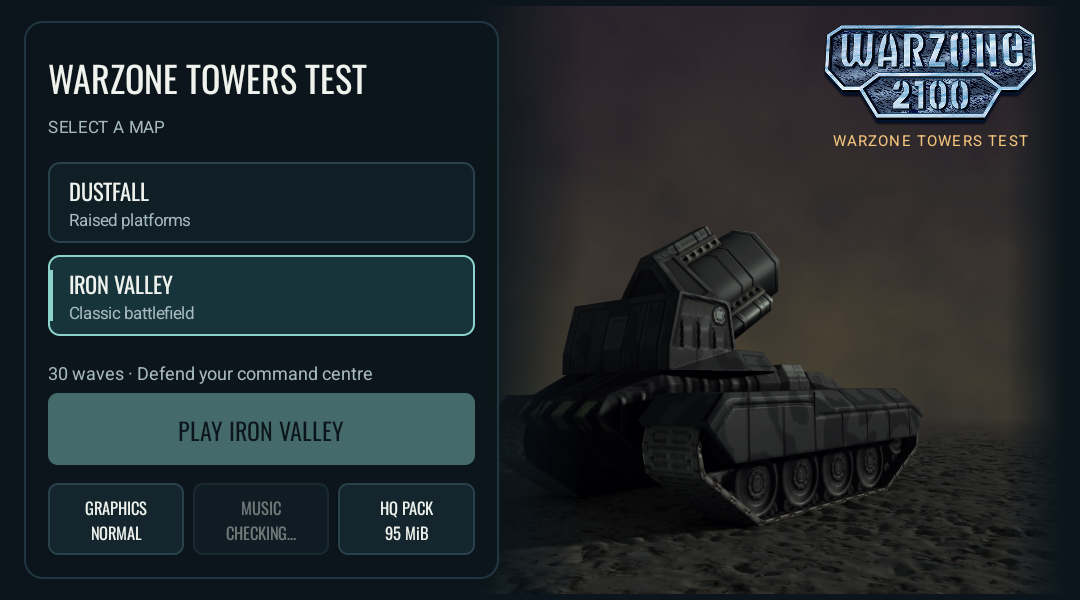 WARZONE TOWERS TEST
SELECT A MAP
DUSTFALL
Raised platforms
IRON VALLEY
Classic battlefield
30 waves · Defend your command centre
PLAY IRON VALLEY
GRAPHICS
NORMAL
MUSIC
CHECKING...
HQ PACK
95 MiB
WARZONE
2100
WARZONE TOWERS TEST